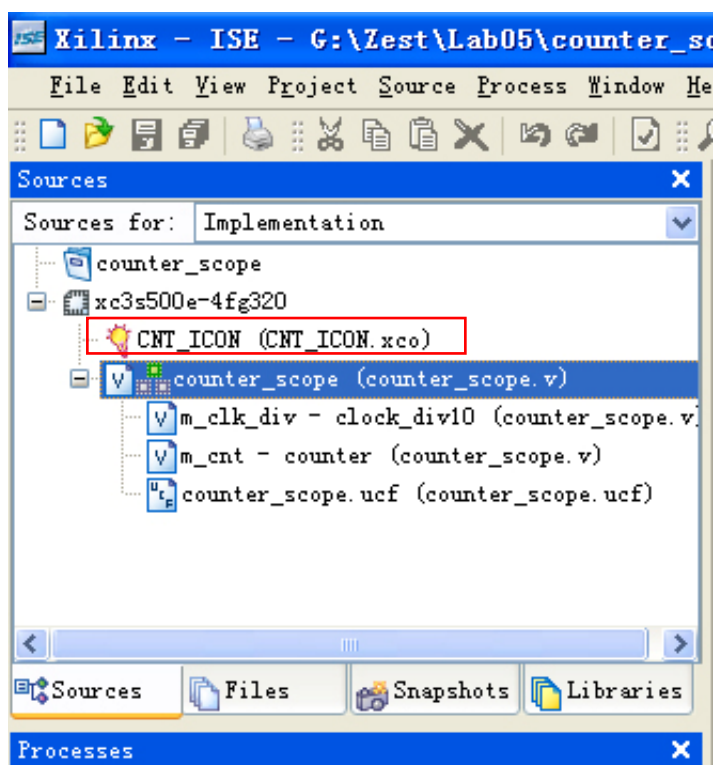 ISE Xilinx - ISE - G:\Zest\Lab05\counter_sc
File Edit View Project Source Process Window He
Sources
Sources for: Implementation
counter_scope
xc3s500e-4fg320
CNT_ICON (CNT_ICON.xco)
V counter_scope (counter_scope.v)
V m_clk_div - clock_div10 (counter_scope.v)
V m_cnt - counter (counter_scope.v)
UCF counter_scope.ucf (counter_scope.ucf)
Sources Files Snapshots Libraries
Processes